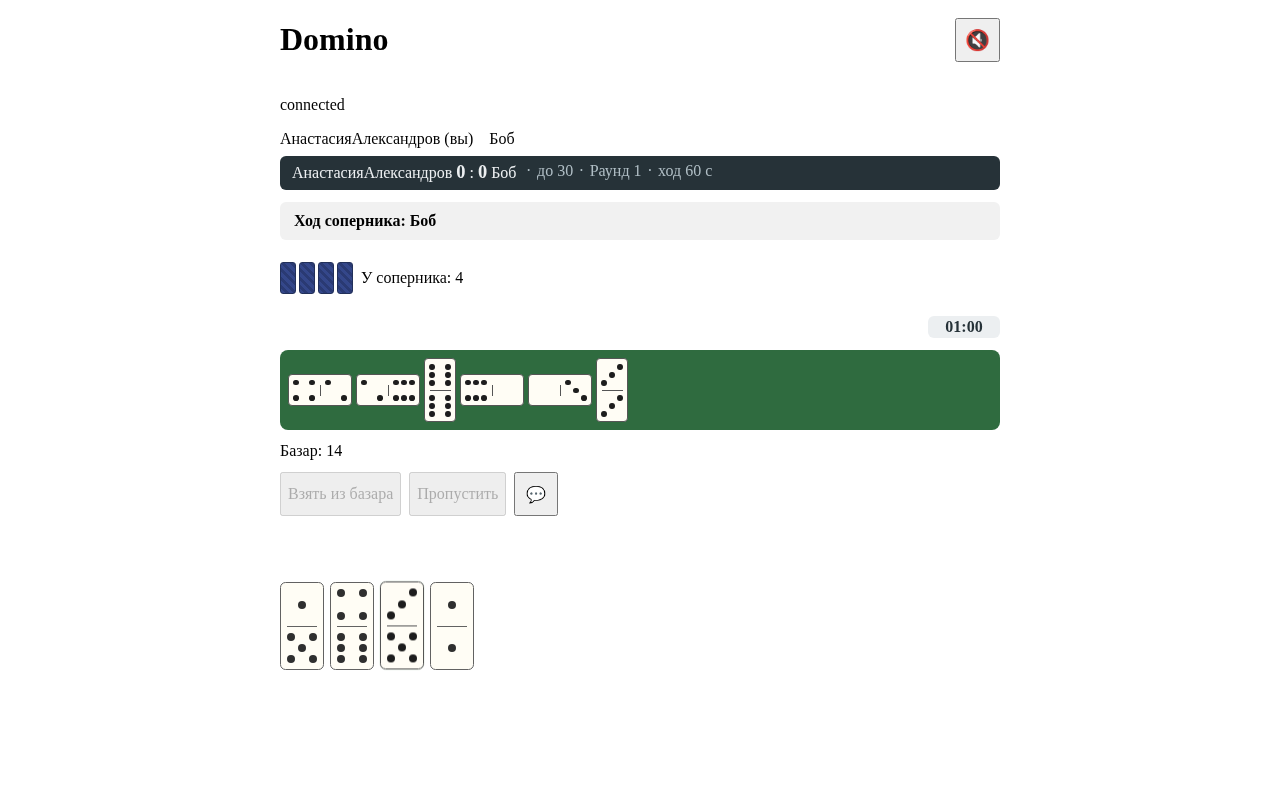 Domino
connected
АнастасияАлександров (вы) Боб
АнастасияАлександров 0 : 0 Боб · до 30 · Раунд 1 · ход 60 с
Ход соперника: Боб
У соперника: 4
01:00
Базар: 14
Взять из базара Пропустить